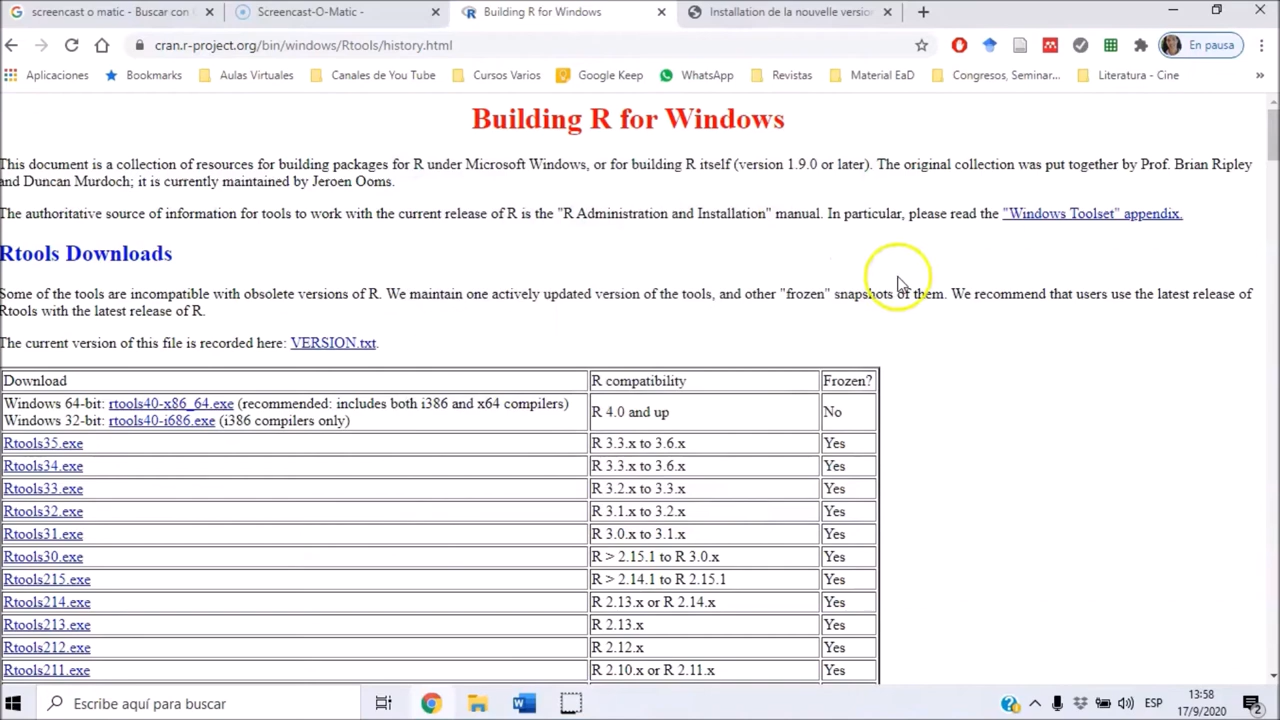 screencast o matic - Buscar con
Screencast-O-Matic -
Building R for Windows
Installation de la nouvelle version
cran.r-project.org/bin/windows/Rtools/history.html
En pausa
Aplicaciones
Bookmarks
Aulas Virtuales
Canales de You Tube
Cursos Varios
Google Keep
WhatsApp
Revistas
Material EaD
Congresos, Seminar...
Literatura - Cine
Building R for Windows
This document is a collection of resources for building packages for R under Microsoft Windows, or for building R itself (version 1.9.0 or later). The original collection was put together by Prof. Brian Ripley
and Duncan Murdoch; it is currently maintained by Jeroen Ooms.
The authoritative source of information for tools to work with the current release of R is the "R Administration and Installation" manual. In particular, please read the "Windows Toolset" appendix.
Rtools Downloads
Some of the tools are incompatible with obsolete versions of R. We maintain one actively updated version of the tools, and other "frozen" snapshots of them. We recommend that users use the latest release of
Rtools with the latest release of R.
The current version of this file is recorded here: VERSION.txt.
Download R compatibility Frozen?
Windows 64-bit: rtools40-x86_64.exe (recommended: includes both i386 and x64 compilers)
Windows 32-bit: rtools40-i686.exe (i386 compilers only)
R 4.0 and up No
Rtools35.exe R 3.3.x to 3.6.x Yes
Rtools34.exe R 3.3.x to 3.6.x Yes
Rtools33.exe R 3.2.x to 3.3.x Yes
Rtools32.exe R 3.1.x to 3.2.x Yes
Rtools31.exe R 3.0.x to 3.1.x Yes
Rtools30.exe R > 2.15.1 to R 3.0.x Yes
Rtools215.exe R > 2.14.1 to R 2.15.1 Yes
Rtools214.exe R 2.13.x or R 2.14.x Yes
Rtools213.exe R 2.13.x Yes
Rtools212.exe R 2.12.x Yes
Rtools211.exe R 2.10.x or R 2.11.x Yes
Escribe aquí para buscar
ESP
13:58
17/9/2020
2